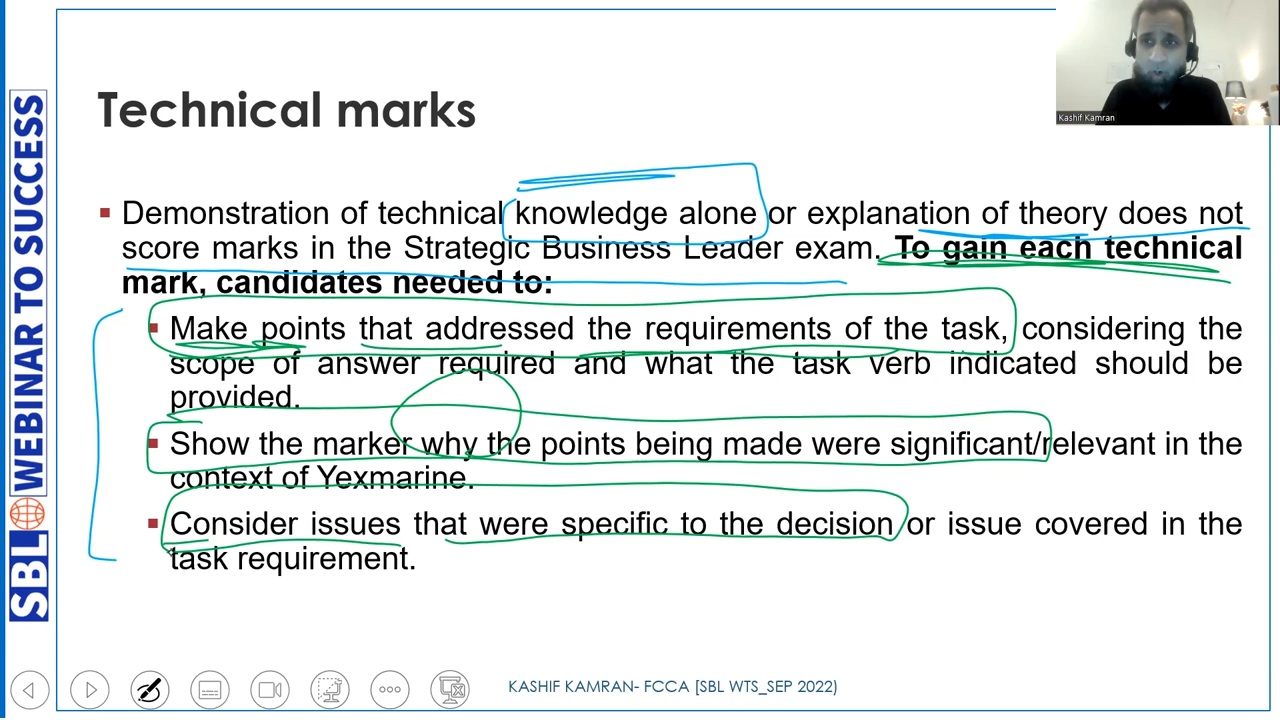 Kashif Kamran
SBL WEBINAR TO SUCCESS
Technical marks
Demonstration of technical knowledge alone or explanation of theory does not
score marks in the Strategic Business Leader exam. To gain each technical
mark, candidates needed to:
Make points that addressed the requirements of the task, considering the
scope of answer required and what the task verb indicated should be
provided.
Show the marker why the points being made were significant/relevant in the
context of Yexmarine.
Consider issues that were specific to the decision or issue covered in the
task requirement.
KASHIF KAMRAN- FCCA [SBL WTS_SEP 2022)